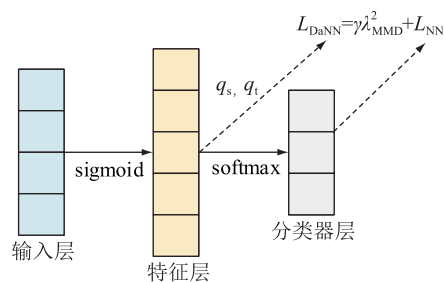 L_DaNN=γλ²_MMD+L_NN
q_s, q_t
sigmoid
softmax
输入层
特征层
分类器层